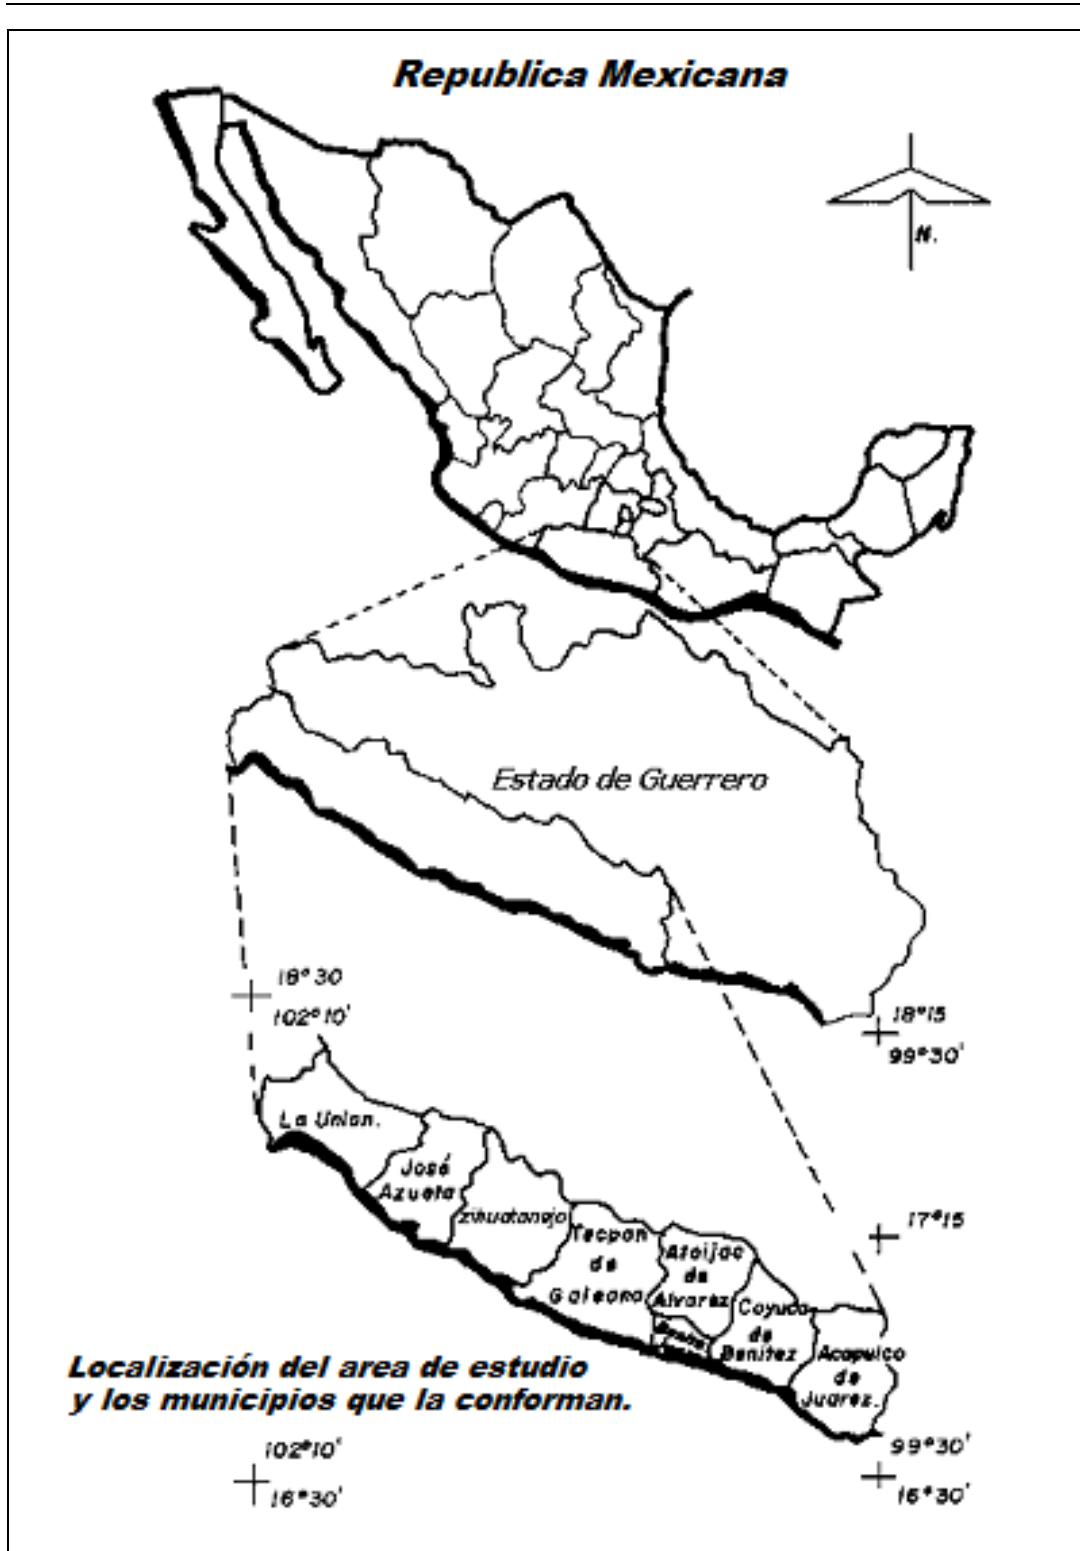 Republica Mexicana
N.
Estado de Guerrero
18°30
102°10'
18°15
99°30'
La Union.
José
Azueta
zihuatanejo
Tecpan
de
Galeana
Atoijac
de
Alvarez
Coyuca
de
Benitez
Acapulco
de
Juarez.
17°15
Localización del area de estudio
y los municipios que la conforman.
102°10'
16°30'
99°30'
16°30'